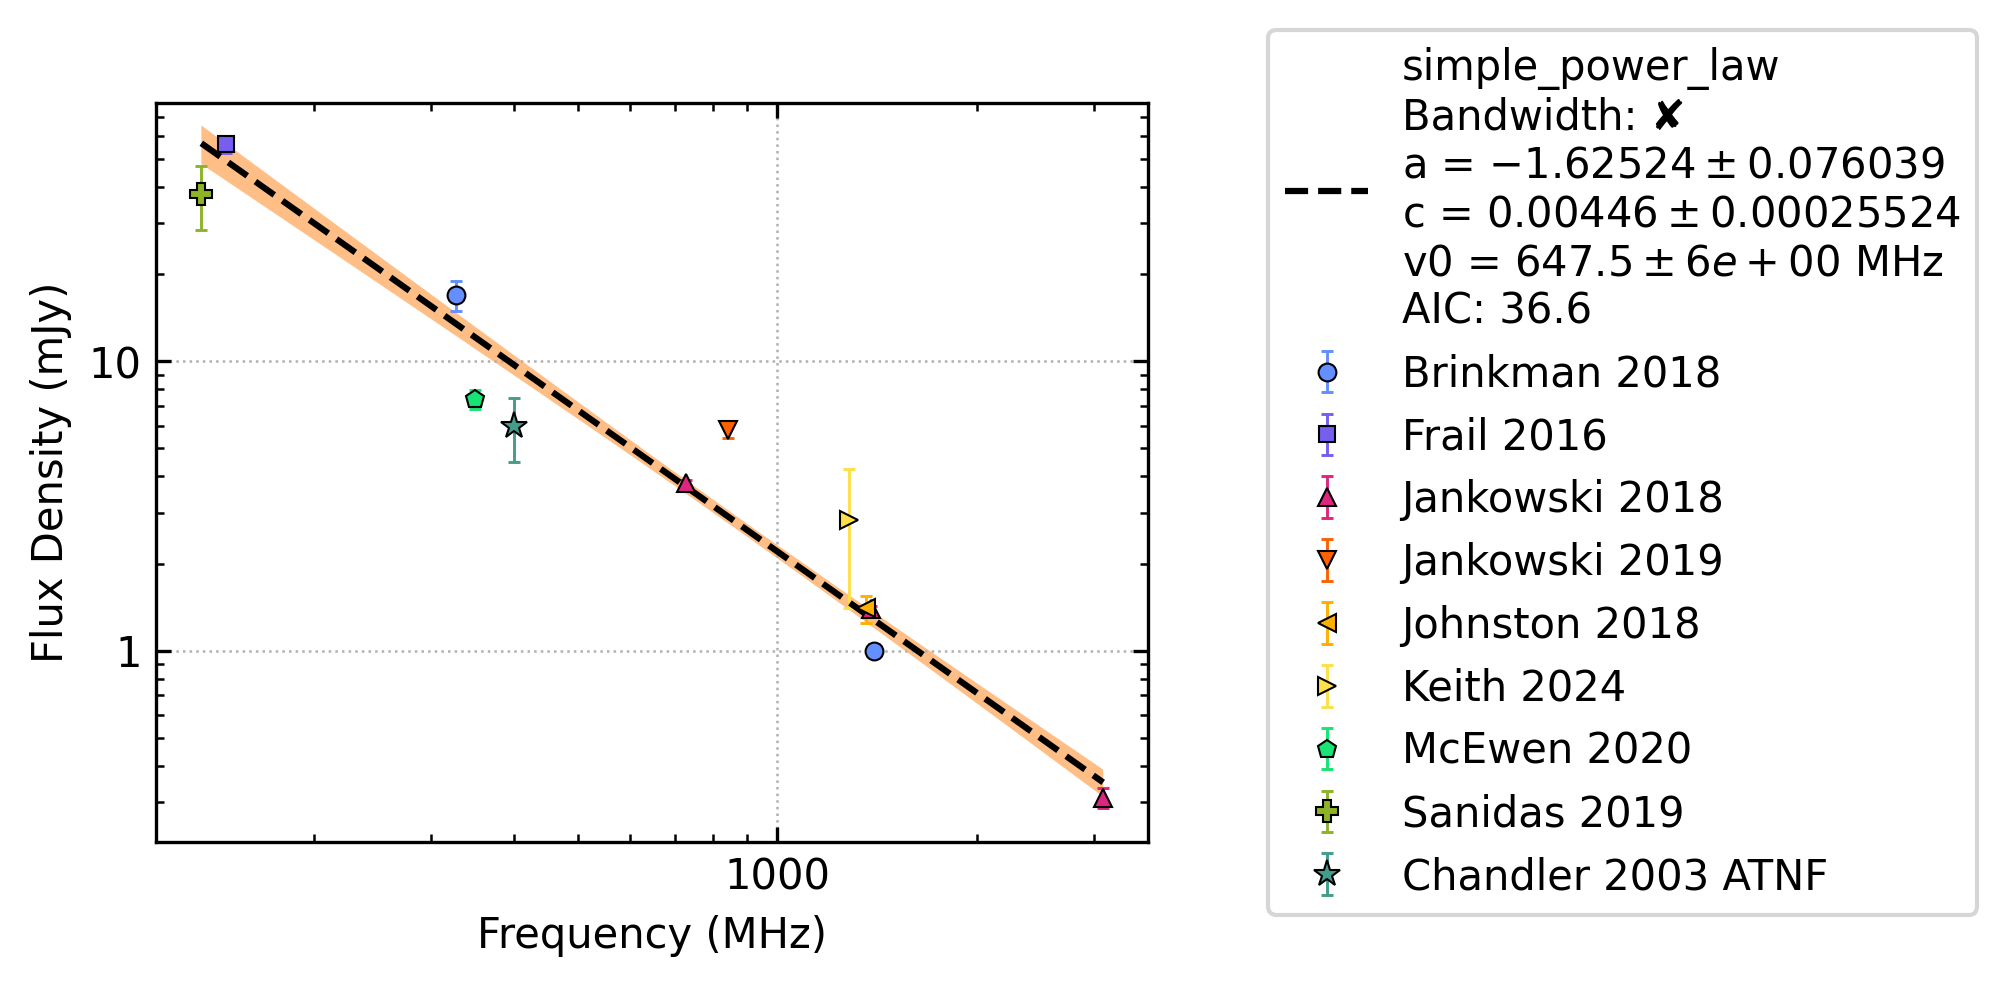 Flux Density (mJy)
10
1
1000
Frequency (MHz)
simple_power_law
Bandwidth: ✘
a = −1.62524 ± 0.076039
c = 0.00446 ± 0.00025524
v0 = 647.5 ± 6e + 00 MHz
AIC: 36.6
Brinkman 2018
Frail 2016
Jankowski 2018
Jankowski 2019
Johnston 2018
Keith 2024
McEwen 2020
Sanidas 2019
Chandler 2003 ATNF